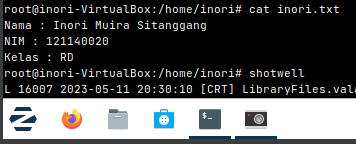 root@inori-VirtualBox:/home/inori# cat inori.txt
Nama : Inori Muira Sitanggang
NIM : 121140020
Kelas : RD
root@inori-VirtualBox:/home/inori# shotwell
L 16007 2023-05-11 20:30:10 [CRT] LibraryFiles.vala